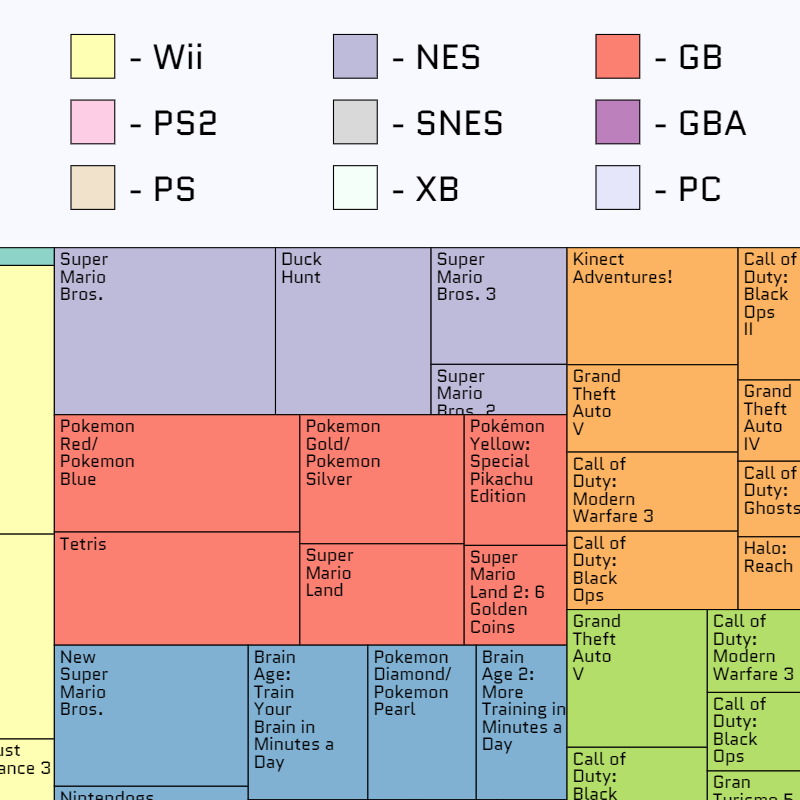 - Wii
- NES
- GB
- PS2
- SNES
- GBA
- PS
- XB
- PC
Super
Mario
Bros.
Duck
Hunt
Super
Mario
Bros. 3
Super
Mario
Bros. 2
Kinect
Adventures!
Call of
Duty:
Black
Ops
II
Grand
Theft
Auto
V
Grand
Theft
Auto
IV
Call of
Duty:
Modern
Warfare 3
Call of
Duty:
Ghosts
Call of
Duty:
Black
Ops
Halo:
Reach
Pokemon
Red/
Pokemon
Blue
Pokemon
Gold/
Pokemon
Silver
Pokémon
Yellow:
Special
Pikachu
Edition
Tetris
Super
Mario
Land
Super
Mario
Land 2: 6
Golden
Coins
Grand
Theft
Auto
V
Call of
Duty:
Modern
Warfare 3
Call of
Duty:
Black
Ops
Call of
Duty:
Black
Gran
Turismo 5
New
Super
Mario
Bros.
Brain
Age:
Train
Your
Brain in
Minutes a
Day
Pokemon
Diamond/
Pokemon
Pearl
Brain
Age 2:
More
Training in
Minutes a
Day
Nintendogs
ust
ance 3